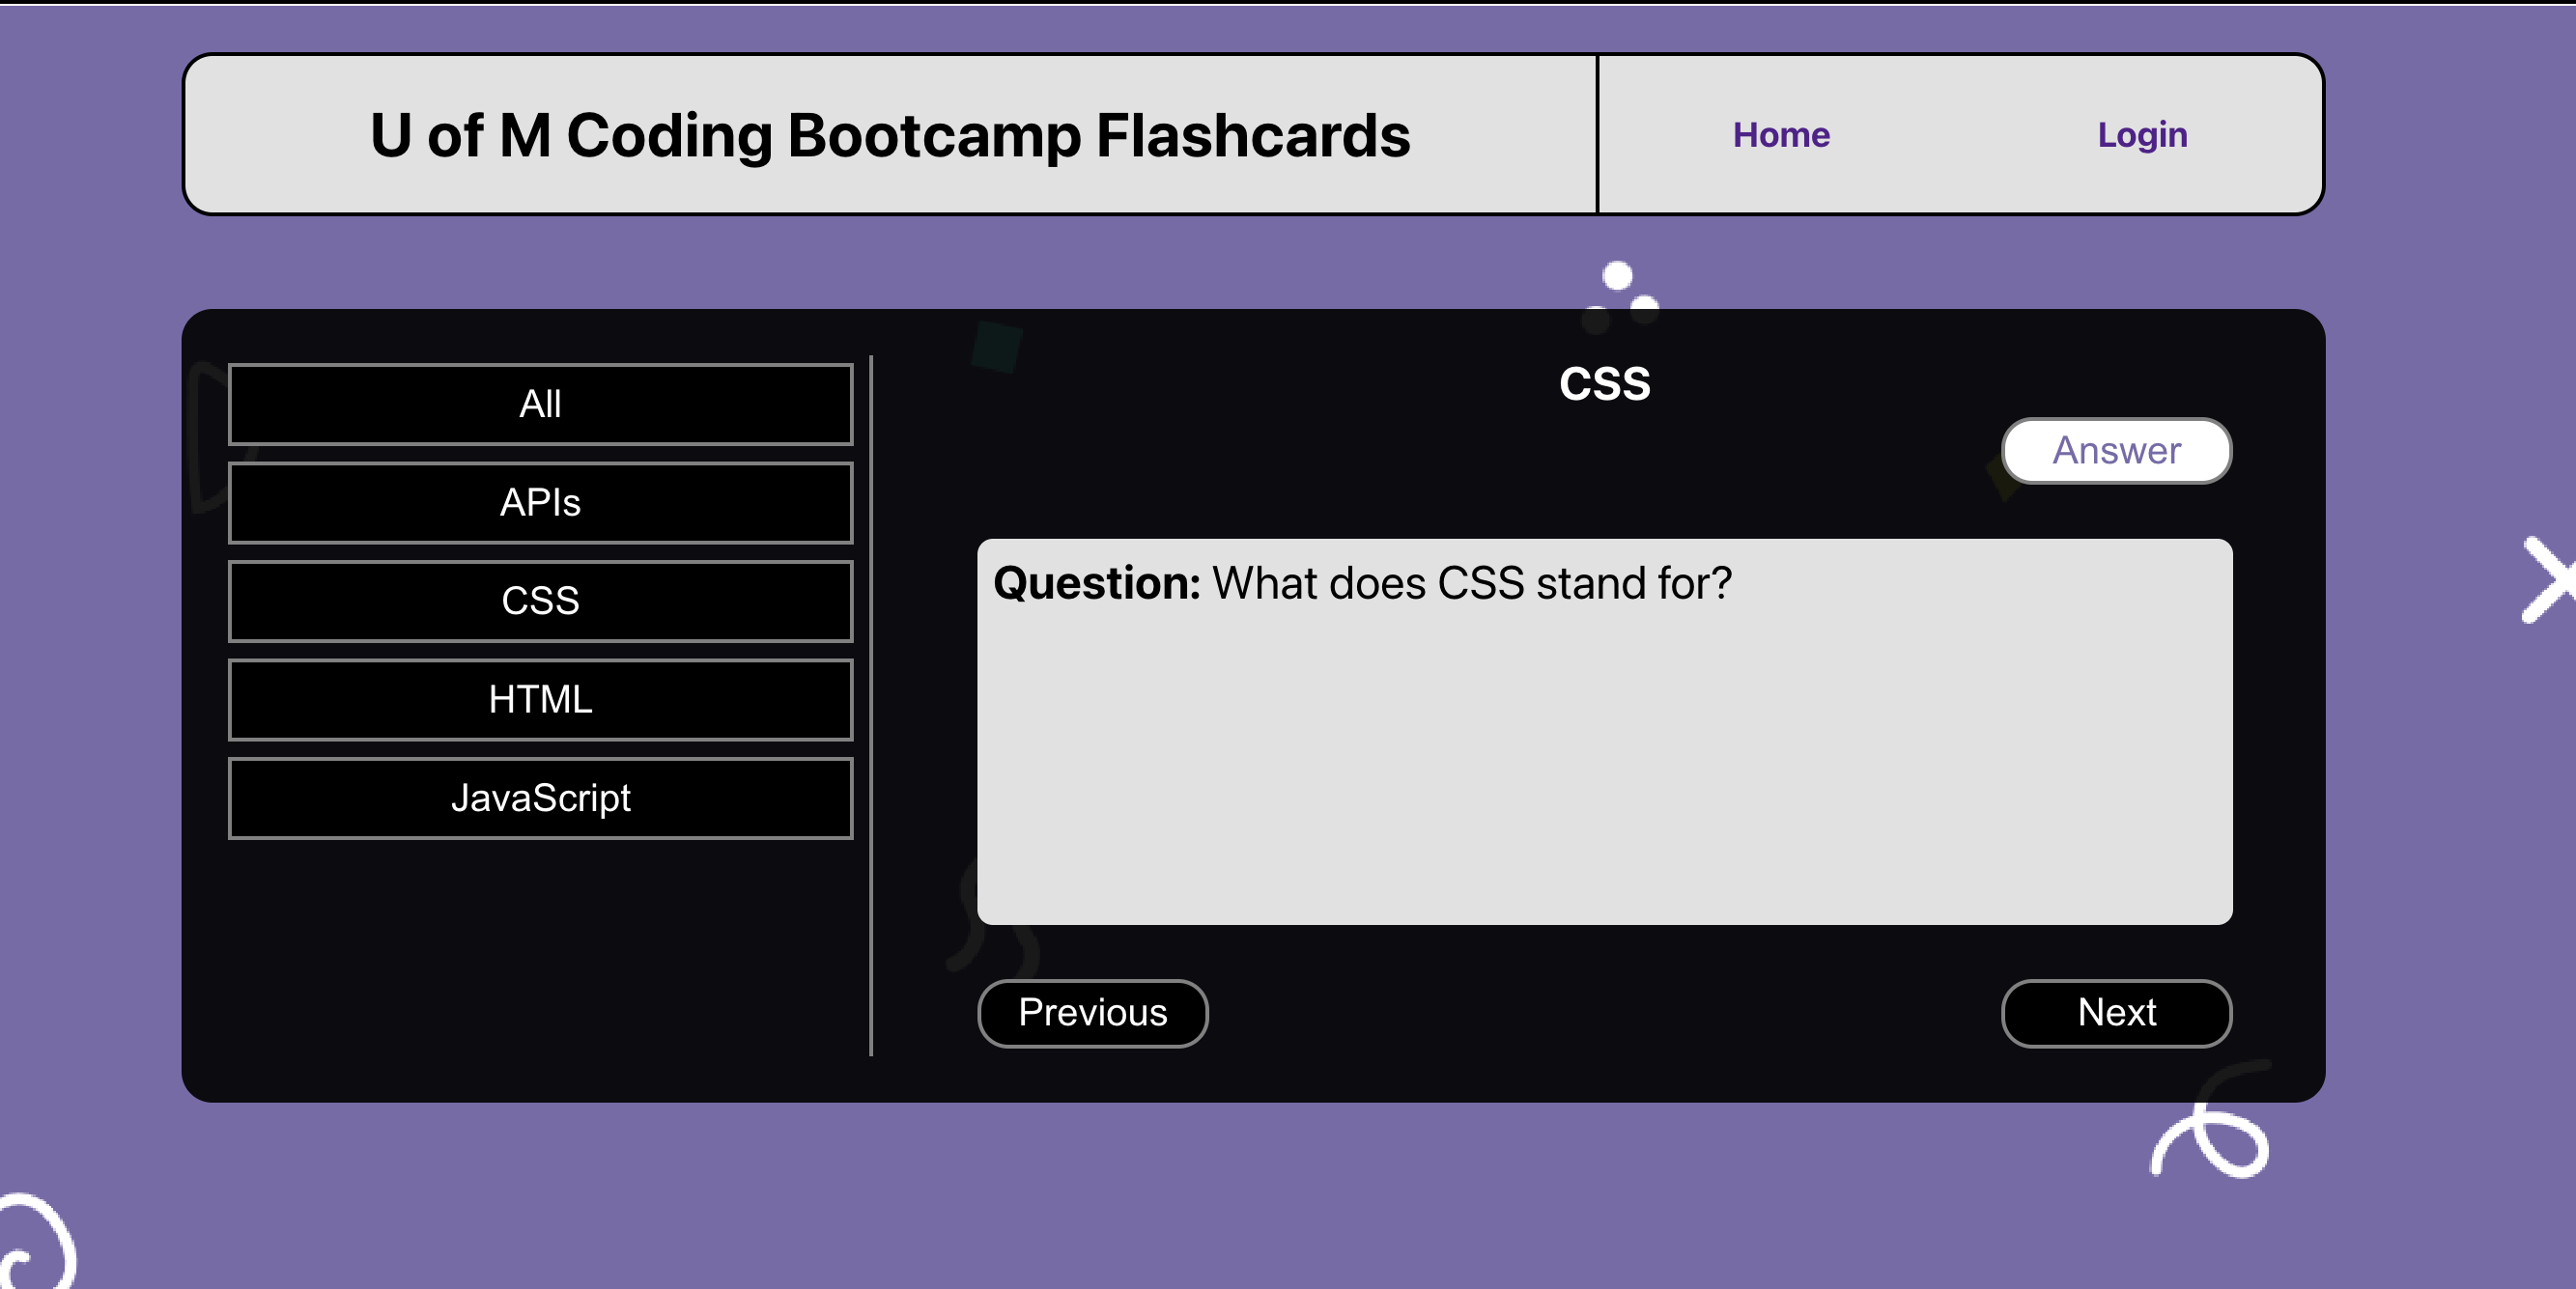 U of M Coding Bootcamp Flashcards
Home
Login
All
APIs
CSS
HTML
JavaScript
CSS
Answer
Question: What does CSS stand for?
Previous
Next